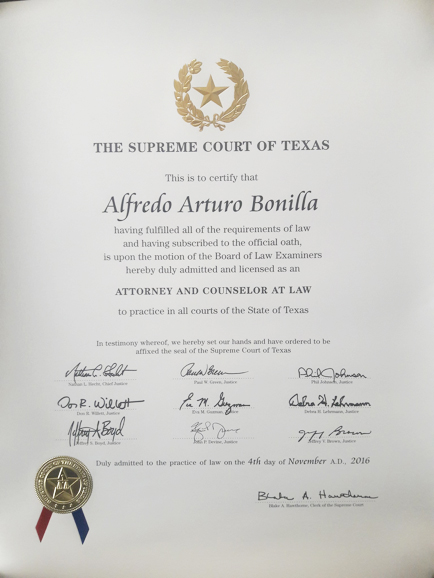 THE SUPREME COURT OF TEXAS
This is to certify that
Alfredo Arturo Bonilla
having fulfilled all of the requirements of law
and having subscribed to the official oath,
is upon the motion of the Board of Law Examiners
hereby duly admitted and licensed as an
ATTORNEY AND COUNSELOR AT LAW
to practice in all courts of the State of Texas
In testimony whereof, we hereby set our hands and have ordered to be
affixed the seal of the Supreme Court of Texas
Nathan L. Hecht, Chief Justice
Paul W. Green, Justice
Phil Johnson, Justice
Don R. Willett
Don R. Willett, Justice
Eva M. Guzman, Justice
Debra H. Lehrmann
Debra H. Lehrmann, Justice
Jeffrey S. Boyd, Justice
John P. Devine, Justice
Jeffrey V. Brown, Justice
Duly admitted to the practice of law on the 4th day of November A.D., 2016
Blake A. Hawthorne
Blake A. Hawthorne, Clerk of the Supreme Court